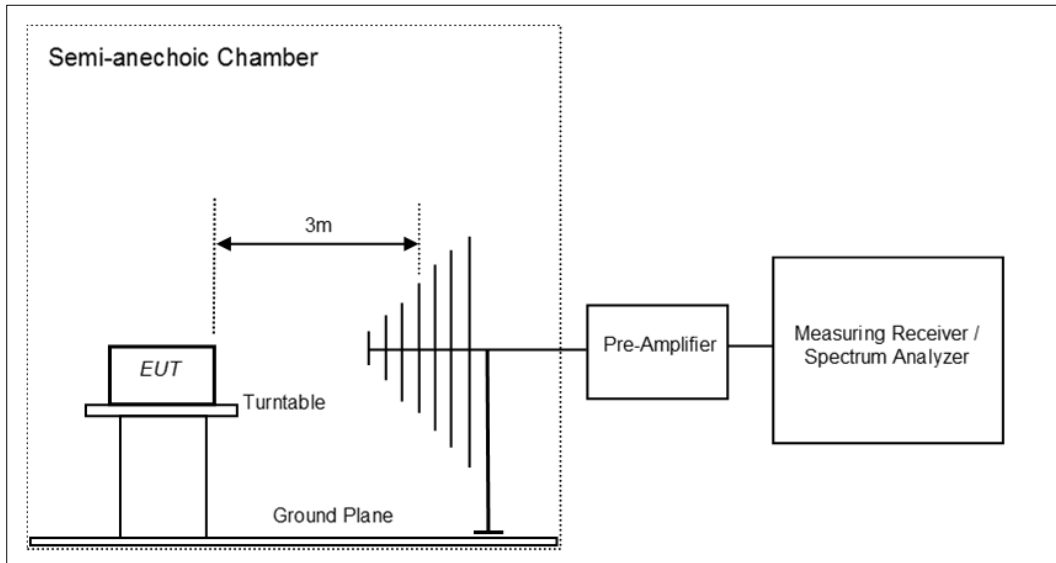 Semi-anechoic Chamber
3m
EUT
Turntable
Ground Plane
Pre-Amplifier
Measuring Receiver /
Spectrum Analyzer